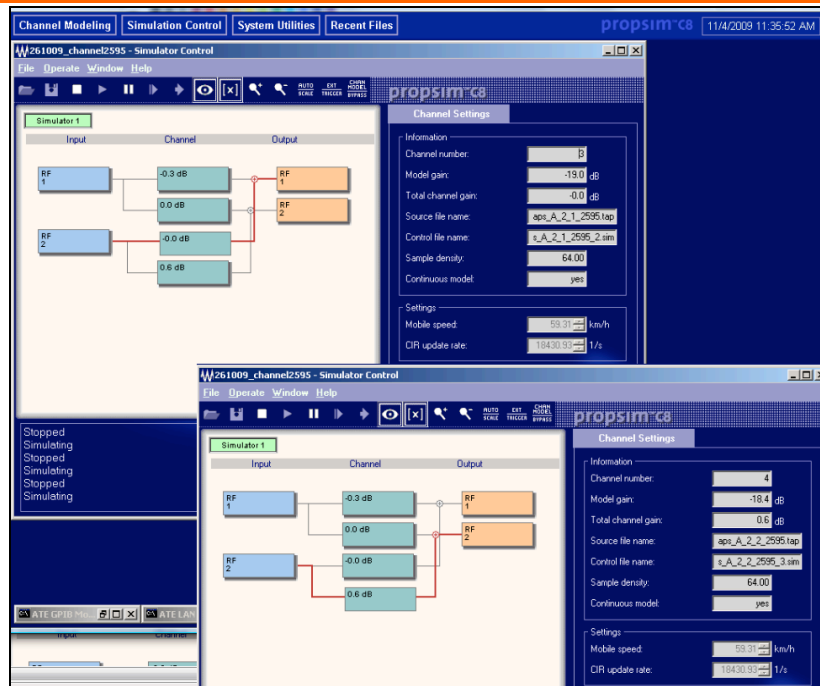 Channel Modeling Simulation Control System Utilities Recent Files propsim C8 11/4/2009 11:35:52 AM
261009_channel2595 - Simulator Control
File Operate Window Help
AUTO SCALE EXT TRIGGER CHAN MODEL BYPASS propsim C8
Simulator 1
Input Channel Output
RF 1
-0.3 dB
RF 1
0.0 dB
RF 2
RF 2
-0.0 dB
0.6 dB
Channel Settings
Information
Channel number: 3
Model gain: -19.0 dB
Total channel gain: -0.0 dB
Source file name: aps_A_2_1_2595.tap
Control file name: s_A_2_1_2595_2.sim
Sample density: 64.00
Continuous model: yes
Settings
Mobile speed: 59.31 km/h
CIR update rate: 18430.93 1/s
Stopped
Simulating
Stopped
Simulating
Stopped
Simulating
261009_channel2595 - Simulator Control
File Operate Window Help
AUTO SCALE EXT TRIGGER CHAN MODEL BYPASS propsim C8
Simulator 1
Input Channel Output
RF 1
-0.3 dB
RF 1
0.0 dB
RF 2
RF 2
-0.0 dB
0.6 dB
Channel Settings
Information
Channel number: 4
Model gain: -18.4 dB
Total channel gain: 0.6 dB
Source file name: aps_A_2_2_2595.tap
Control file name: s_A_2_2_2595_3.sim
Sample density: 64.00
Continuous model: yes
Settings
Mobile speed: 59.31 km/h
CIR update rate: 18430.93 1/s
ATE GPIB Mo... ATE LAN
Input Channel